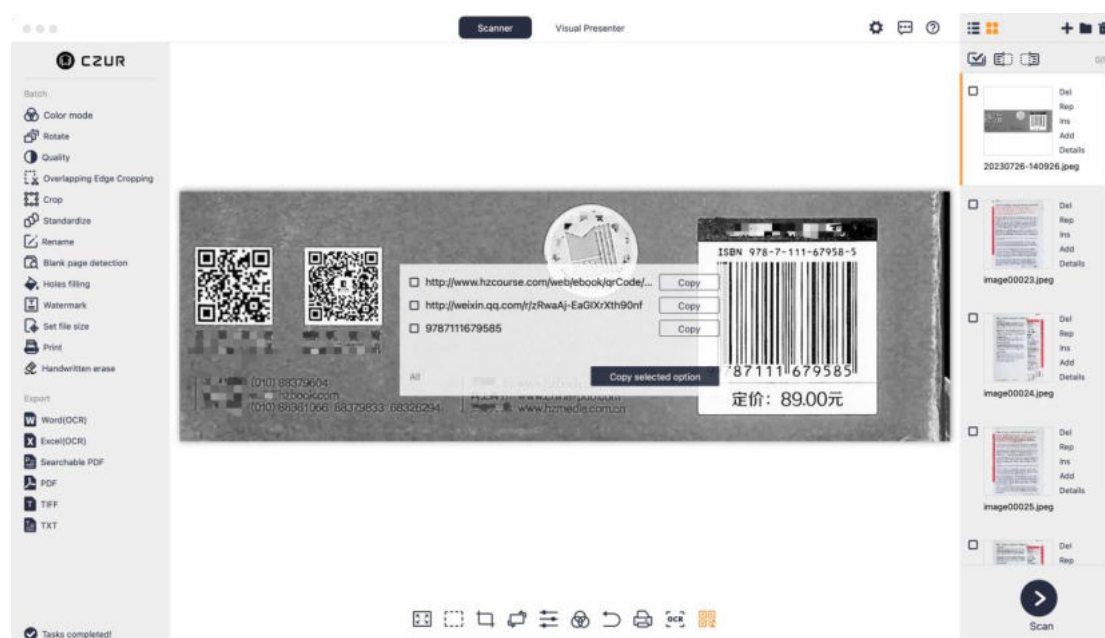 Scanner
Visual Presenter
CZUR
Batch
Color mode
Rotate
Quality
Overlapping Edge Cropping
Crop
Standardize
Rename
Blank page detection
Holes filling
Watermark
Set file size
Print
Handwritten erase
Export
Word(OCR)
Excel(OCR)
Searchable PDF
PDF
TIFF
TXT
Tasks completed!
http://www.hzcourse.com/web/ebook/qrCode/...
Copy
http://weixin.qq.com/r/zRwaAj-EaGIXrXth90nf
Copy
9787111679585
Copy
All
Copy selected option
(010) 88379604
hzbook.com
(010) 88981066 88379833 68326294
www.hzmedia.com.cn
ISBN 978-7-111-67958-5
787111 679585
定价: 89.00元
OCR
Del
Rep
Ins
Add
Details
20230726-140926.jpeg
Del
Rep
Ins
Add
Details
image00023.jpeg
Del
Rep
Ins
Add
Details
image00024.jpeg
Del
Rep
Ins
Add
Details
image00025.jpeg
Del
Rep
Scan